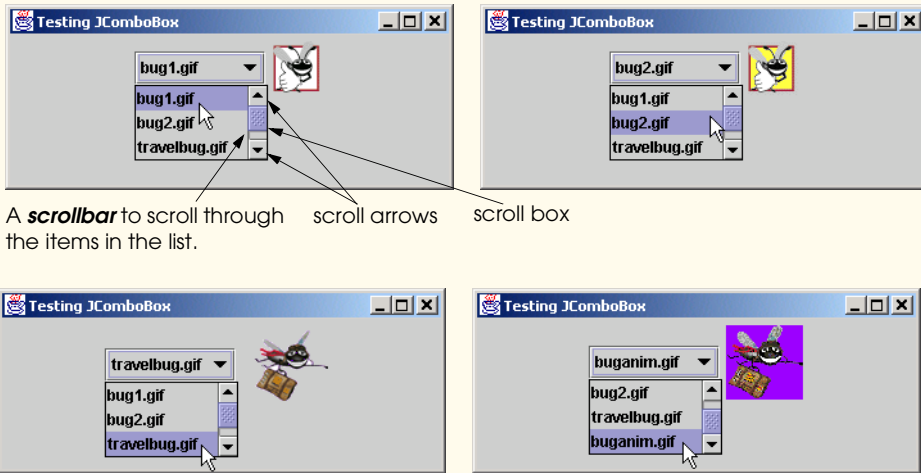 Testing JComboBox
bug1.gif
bug1.gif
bug2.gif
travelbug.gif
Testing JComboBox
bug2.gif
bug1.gif
bug2.gif
travelbug.gif
A scrollbar to scroll through
the items in the list.
scroll arrows
scroll box
Testing JComboBox
travelbug.gif
bug1.gif
bug2.gif
travelbug.gif
Testing JComboBox
buganim.gif
bug2.gif
travelbug.gif
buganim.gif